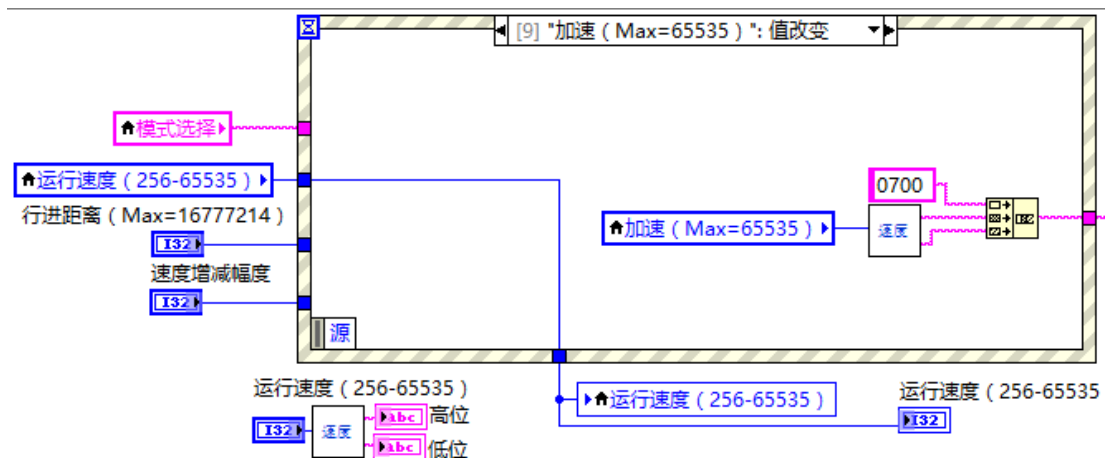 [9] "加速（Max=65535）": 值改变
模式选择
运行速度（256-65535）
行进距离（Max=16777214）
I32
速度增减幅度
I32
0700
加速（Max=65535）
速度
源
运行速度（256-65535）
I32
速度
abc
高位
abc
低位
运行速度（256-65535）
运行速度（256-65535
I32